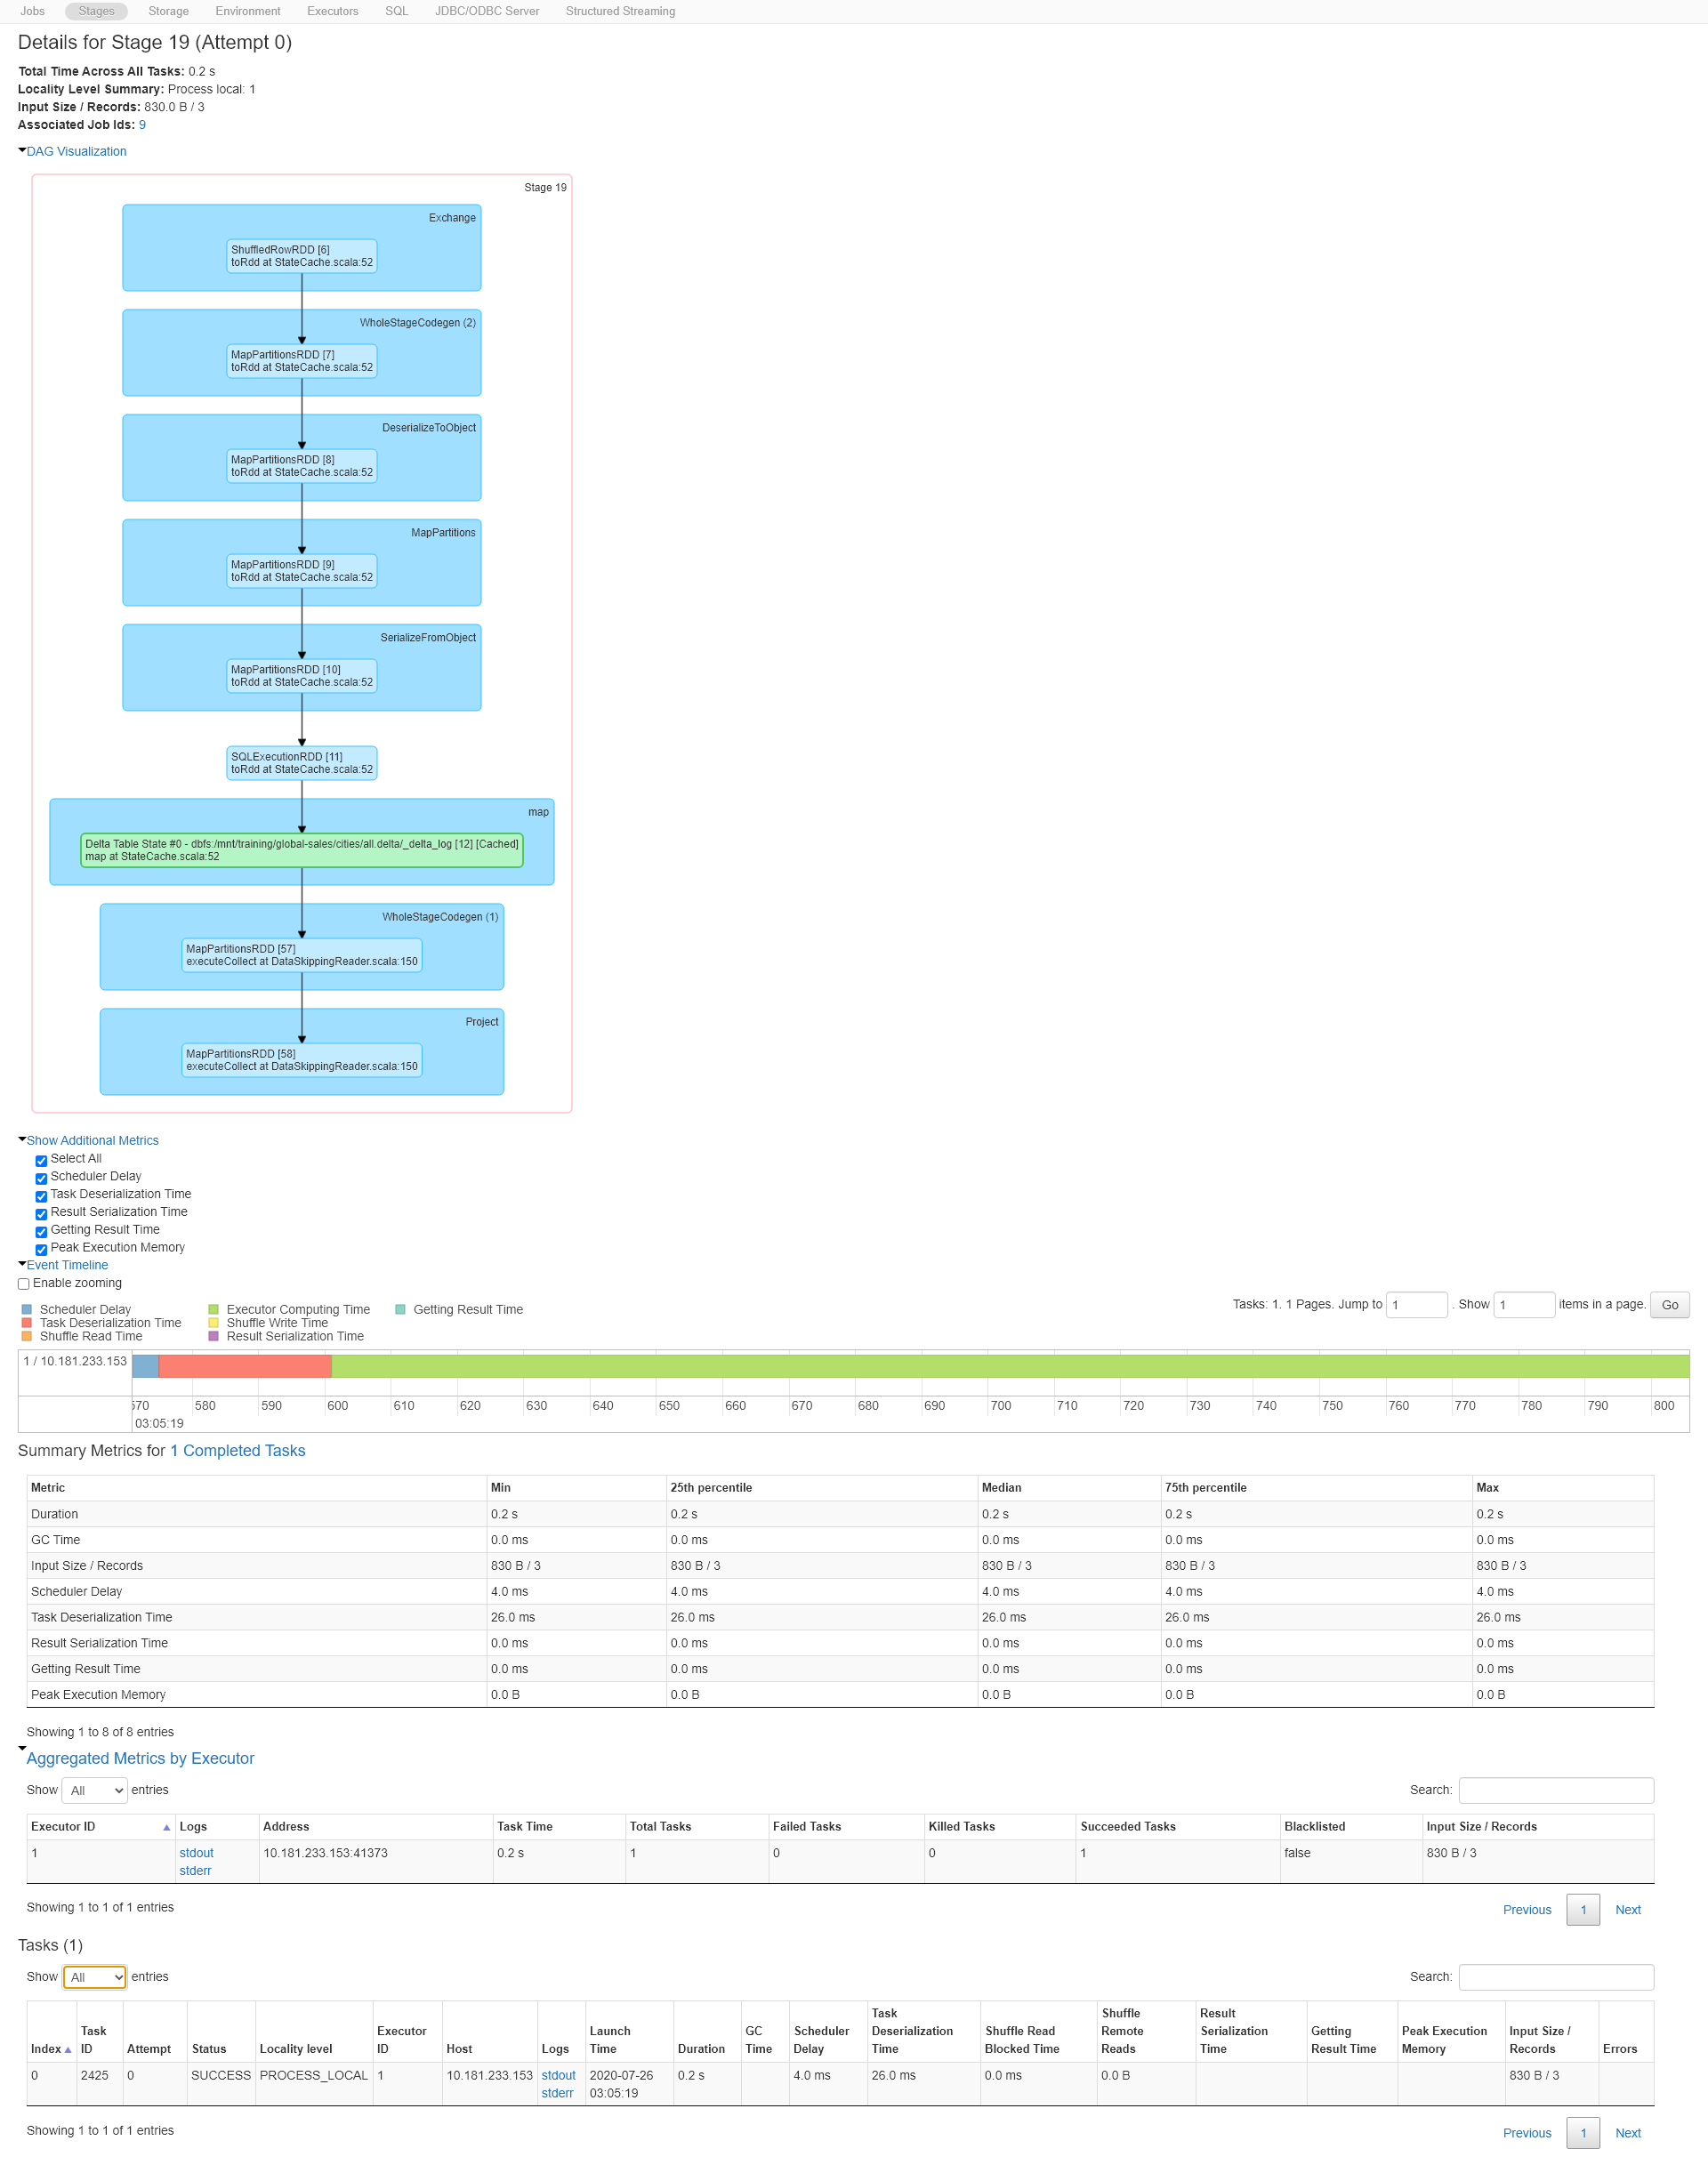 Jobs Stages Storage Environment Executors SQL JDBC/ODBC Server Structured Streaming
Details for Stage 19 (Attempt 0)
Total Time Across All Tasks: 0.2 s
Locality Level Summary: Process local: 1
Input Size / Records: 830.0 B / 3
Associated Job Ids: 9
DAG Visualization
Stage 19
Exchange
ShuffledRowRDD [6]
toRdd at StateCache.scala:52
WholeStageCodegen (2)
MapPartitionsRDD [7]
toRdd at StateCache.scala:52
DeserializeToObject
MapPartitionsRDD [8]
toRdd at StateCache.scala:52
MapPartitions
MapPartitionsRDD [9]
toRdd at StateCache.scala:52
SerializeFromObject
MapPartitionsRDD [10]
toRdd at StateCache.scala:52
SQLExecutionRDD [11]
toRdd at StateCache.scala:52
map
Delta Table State #0 - dbfs:/mnt/training/global-sales/cities/all.delta/_delta_log [12] [Cached]
map at StateCache.scala:52
WholeStageCodegen (1)
MapPartitionsRDD [57]
executeCollect at DataSkippingReader.scala:150
Project
MapPartitionsRDD [58]
executeCollect at DataSkippingReader.scala:150
Show Additional Metrics
Select All
Scheduler Delay
Task Deserialization Time
Result Serialization Time
Getting Result Time
Peak Execution Memory
Event Timeline
Enable zooming
Tasks: 1. 1 Pages. Jump to 1 . Show 1 items in a page. Go
Scheduler Delay Executor Computing Time Getting Result Time
Task Deserialization Time Shuffle Write Time
Shuffle Read Time Result Serialization Time
1 / 10.181.233.153
570 580 590 600 610 620 630 640 650 660 670 680 690 700 710 720 730 740 750 760 770 780 790 800
03:05:19
Summary Metrics for 1 Completed Tasks
Metric Min 25th percentile Median 75th percentile Max
Duration 0.2 s 0.2 s 0.2 s 0.2 s 0.2 s
GC Time 0.0 ms 0.0 ms 0.0 ms 0.0 ms 0.0 ms
Input Size / Records 830 B / 3 830 B / 3 830 B / 3 830 B / 3 830 B / 3
Scheduler Delay 4.0 ms 4.0 ms 4.0 ms 4.0 ms 4.0 ms
Task Deserialization Time 26.0 ms 26.0 ms 26.0 ms 26.0 ms 26.0 ms
Result Serialization Time 0.0 ms 0.0 ms 0.0 ms 0.0 ms 0.0 ms
Getting Result Time 0.0 ms 0.0 ms 0.0 ms 0.0 ms 0.0 ms
Peak Execution Memory 0.0 B 0.0 B 0.0 B 0.0 B 0.0 B
Showing 1 to 8 of 8 entries
Aggregated Metrics by Executor
Show All entries Search:
Executor ID Logs Address Task Time Total Tasks Failed Tasks Killed Tasks Succeeded Tasks Blacklisted Input Size / Records
1 stdout 10.181.233.153:41373 0.2 s 1 0 0 1 false 830 B / 3
stderr
Showing 1 to 1 of 1 entries Previous 1 Next
Tasks (1)
Show All entries Search:
Index Task ID Attempt Status Locality level Executor ID Host Logs Launch Time Duration GC Time Scheduler Delay Task Deserialization Time Shuffle Read Blocked Time Shuffle Remote Reads Result Serialization Time Getting Result Time Peak Execution Memory Input Size / Records Errors
0 2425 0 SUCCESS PROCESS_LOCAL 1 10.181.233.153 stdout 2020-07-26 0.2 s 4.0 ms 26.0 ms 0.0 ms 0.0 B 830 B / 3
stderr 03:05:19
Showing 1 to 1 of 1 entries Previous 1 Next